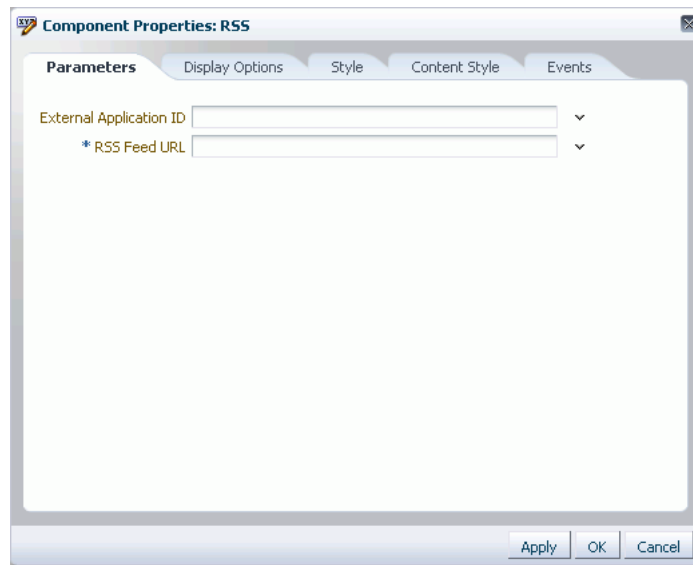 Component Properties: RSS
Parameters Display Options Style Content Style Events
External Application ID
* RSS Feed URL
Apply OK Cancel